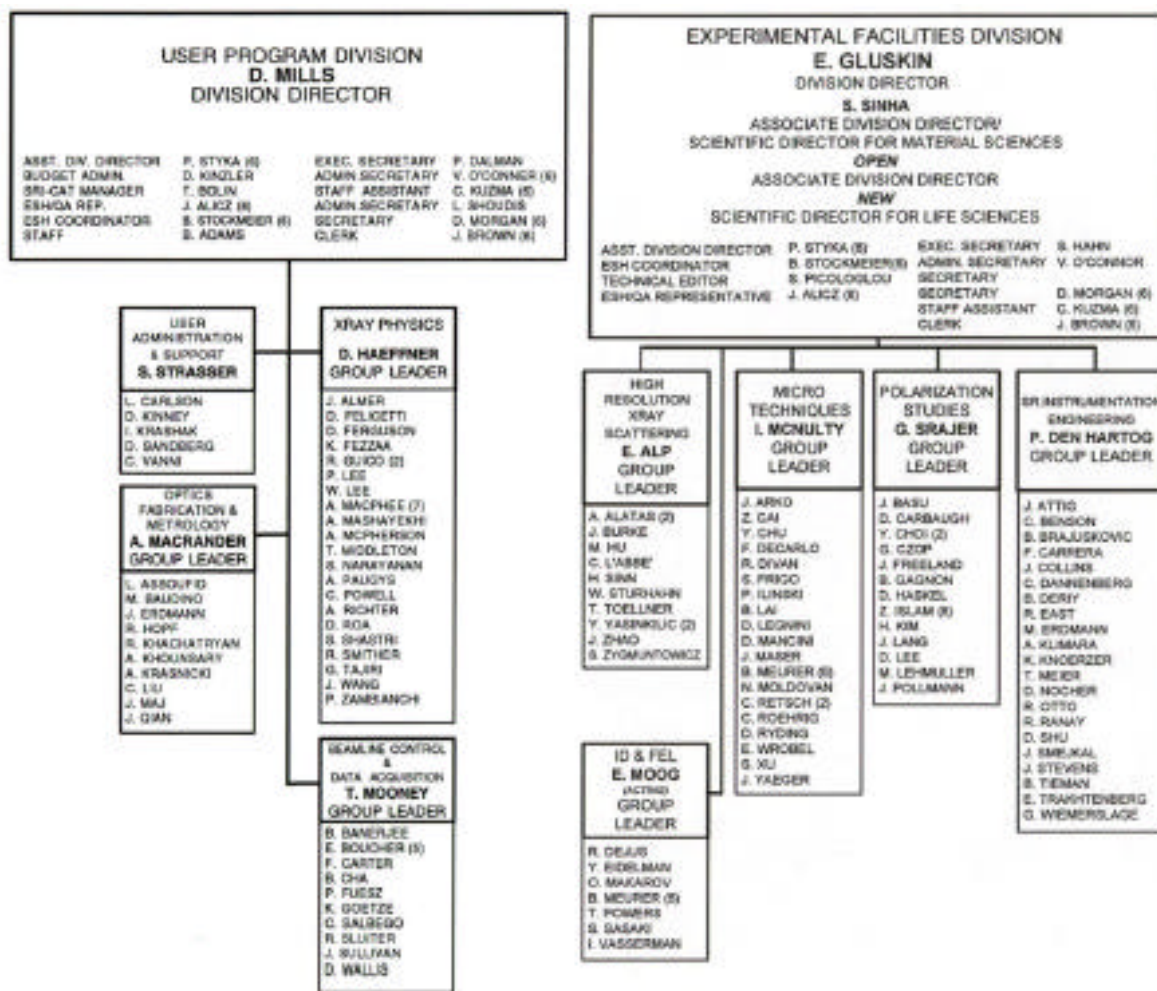 USER PROGRAM DIVISION
D. MILLS
DIVISION DIRECTOR
ASST. DIV. DIRECTOR P. STYKA (6) EXEC. SECRETARY P. DALMAN
BUDGET ADMIN. D. KINZLER ADMIN. SECRETARY V. O'CONNER (6)
SRI-CAT MANAGER T. BOLIN STAFF ASSISTANT C. KUZMA (6)
ESH/QA REP. J. ALICZ (6) ADMIN. SECRETARY L. SHOUDIS
ESH COORDINATOR B. STOCKMEIER (6) SECRETARY D. MORGAN (6)
STAFF B. ADAMS CLERK J. BROWN (6)
USER
ADMINISTRATION
& SUPPORT
S. STRASSER
L. CARLSON
D. KINNEY
I. KRASHAK
D. SANDBERG
C. VANNI
OPTICS
FABRICATION &
METROLOGY
A. MACRANDER
GROUP LEADER
L. ASSOUFID
M. BAUDINO
J. ERDMANN
R. HOPF
R. KHACHATRYAN
A. KHOUNSARY
A. KRASNICKI
C. LIU
J. MAJ
J. QIAN
XRAY PHYSICS
D. HAEFFNER
GROUP LEADER
J. ALMER
D. FERGUSON
K. FEZZAA
R. GUICO (2)
P. LEE
W. LEE
A. MACPHEE (7)
A. MASHAYEKHI
A. MCPHERSON
T. MIDDLETON
S. NARAYANAN
A. PAUGYS
C. POWELL
A. RICHTER
D. ROA
S. SHASTRI
R. SMITHER
G. TAJIRI
J. WANG
P. ZAMBIANCHI
BEAMLINE CONTROL
&
DATA ACQUISITION
T. MOONEY
GROUP LEADER
B. BANERJEE
E. BOUCHER (5)
F. CARTER
B. CHA
P. FUESZ
K. GOETZE
C. SALBEGO
R. SLUITER
J. SULLIVAN
D. WALLIS
EXPERIMENTAL FACILITIES DIVISION
E. GLUSKIN
DIVISION DIRECTOR
S. SINHA
ASSOCIATE DIVISION DIRECTOR/
SCIENTIFIC DIRECTOR FOR MATERIAL SCIENCES
OPEN
ASSOCIATE DIVISION DIRECTOR
NEW
SCIENTIFIC DIRECTOR FOR LIFE SCIENCES
ASST. DIVISION DIRECTOR P. STYKA (6) EXEC. SECRETARY S. HAHN
ESH COORDINATOR B. STOCKMEIER(6) ADMIN. SECRETARY V. O'CONNOR
TECHNICAL EDITOR S. PICOLOGLOU SECRETARY
ESH/QA REPRESENTATIVE J. ALICZ (6) SECRETARY D. MORGAN (6)
STAFF ASSISTANT C. KUZMA (6)
CLERK J. BROWN (6)
HIGH
RESOLUTION
XRAY
SCATTERING
E. ALP
GROUP
LEADER
A. ALATAS (2)
J. BURKE
M. HU
C. L'ABBE'
H. SINN
W. STURHAHN
T. TOELLNER
Y. YASINKILIC (2)
J. ZHAO
S. ZYGMUNTOWICZ
MICRO
TECHNIQUES
I. MCNULTY
GROUP
LEADER
J. ARKO
Z. CAI
Y. CHU
F. DECARLO
R. DIVAN
S. FRIGO
P. ILINSKI
B. LAI
D. LEGNINI
D. MANCINI
J. MASER
B. MEURER (6)
N. MOLDOVAN
C. RETSCH (2)
C. ROEHRIG
D. RYDING
E. WROBEL
S. XU
J. YAEGER
POLARIZATION
STUDIES
G. SRAJER
GROUP
LEADER
J. BASU
D. CARBAUGH
Y. CHOI (2)
G. CZOP
J. FREELAND
B. GAGNON
D. HASKEL
Z. ISLAM (8)
H. KIM
J. LANG
D. LEE
M. LEHMULLER
J. POLLMANN
SR INSTRUMENTATION
ENGINEERING
P. DEN HARTOG
GROUP LEADER
J. ATTIG
C. BENSON
B. BRAJUSKOVIC
F. CARRERA
J. COLLINS
C. DANNENBERG
B. DERIY
R. EAST
M. ERDMANN
A. KLIMARA
K. KNOERZER
T. MEIER
D. NOCHER
R. OTTO
R. RANAY
D. SHU
J. SMEJKAL
J. STEVENS
B. TIEMAN
E. TRAKHTENBERG
G. WIEMERSLAGE
ID & FEL
E. MOOG
(ACTING)
GROUP
LEADER
R. DEJUS
Y. EIDELMAN
O. MAKAROV
B. MEURER (6)
T. POWERS
S. SASAKI
I. VASSERMAN